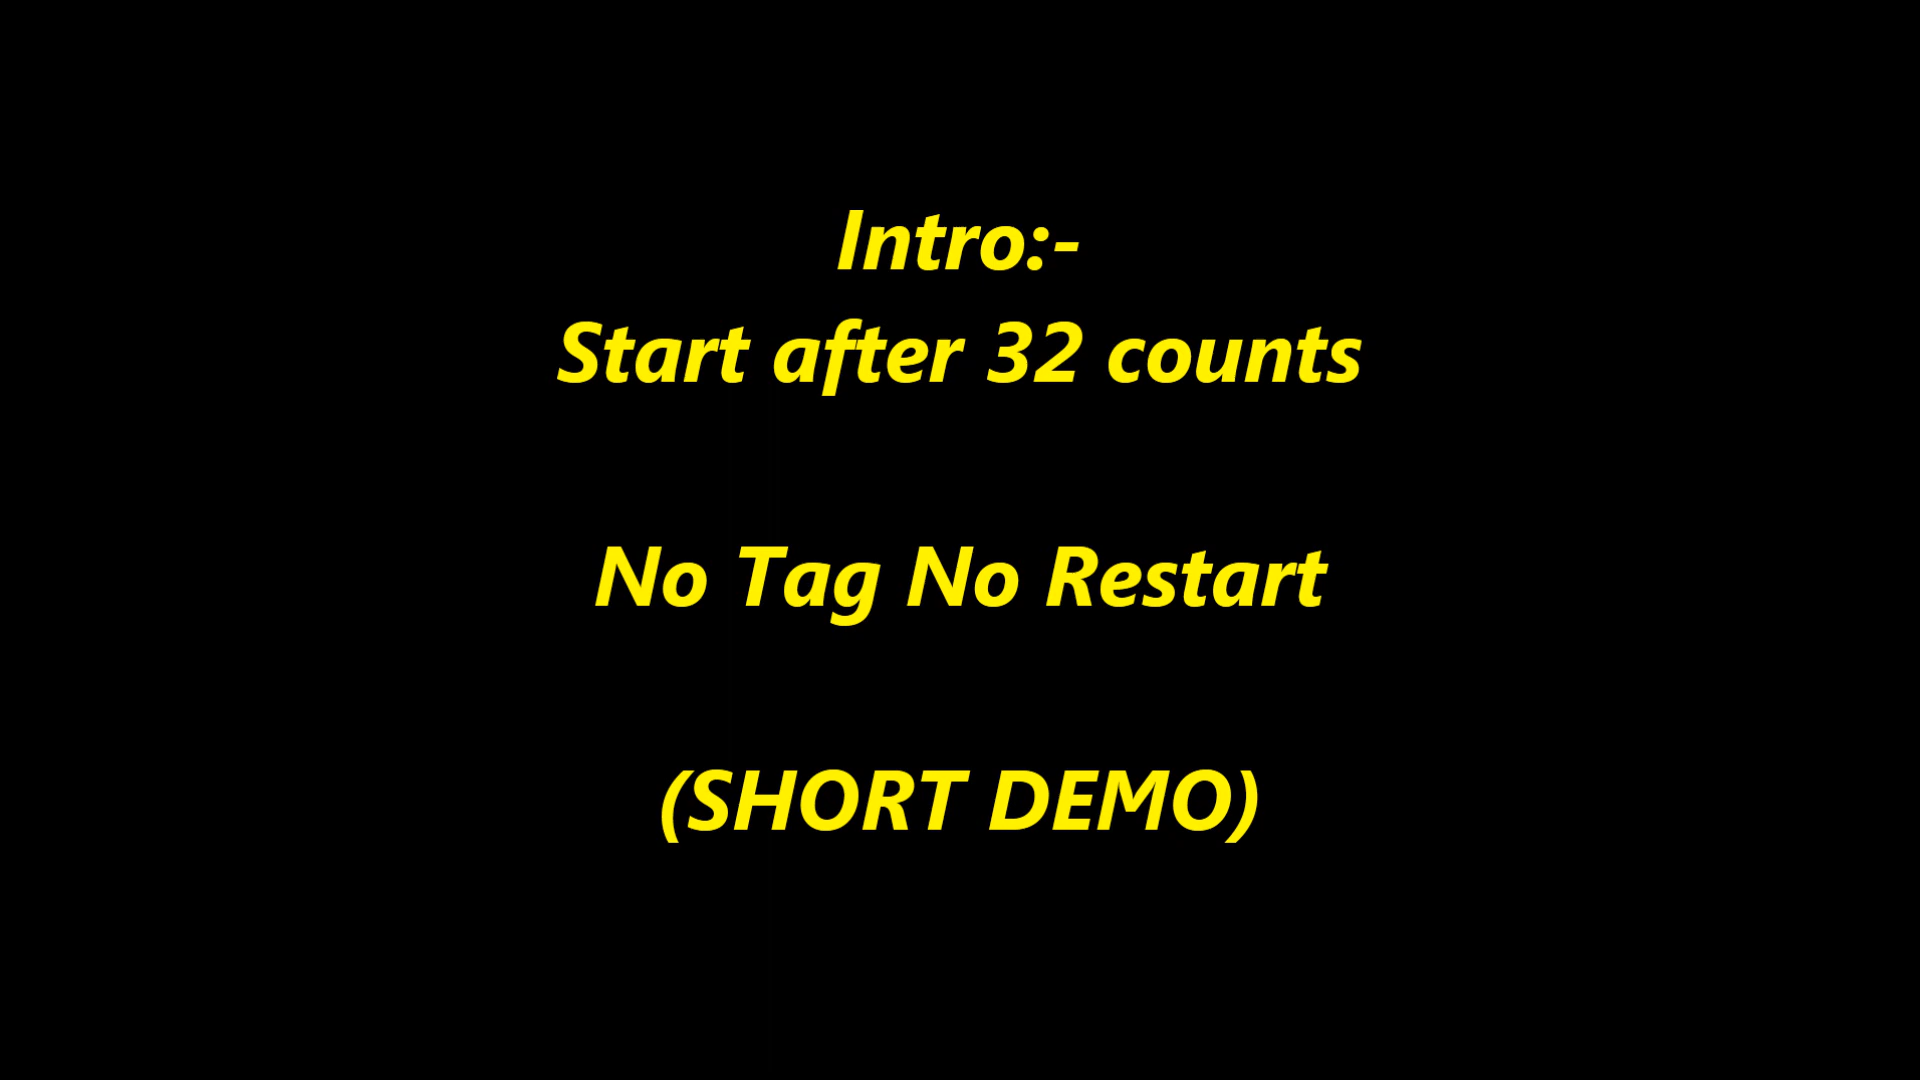 Intro:-
Start after 32 counts
No Tag No Restart
(SHORT DEMO)